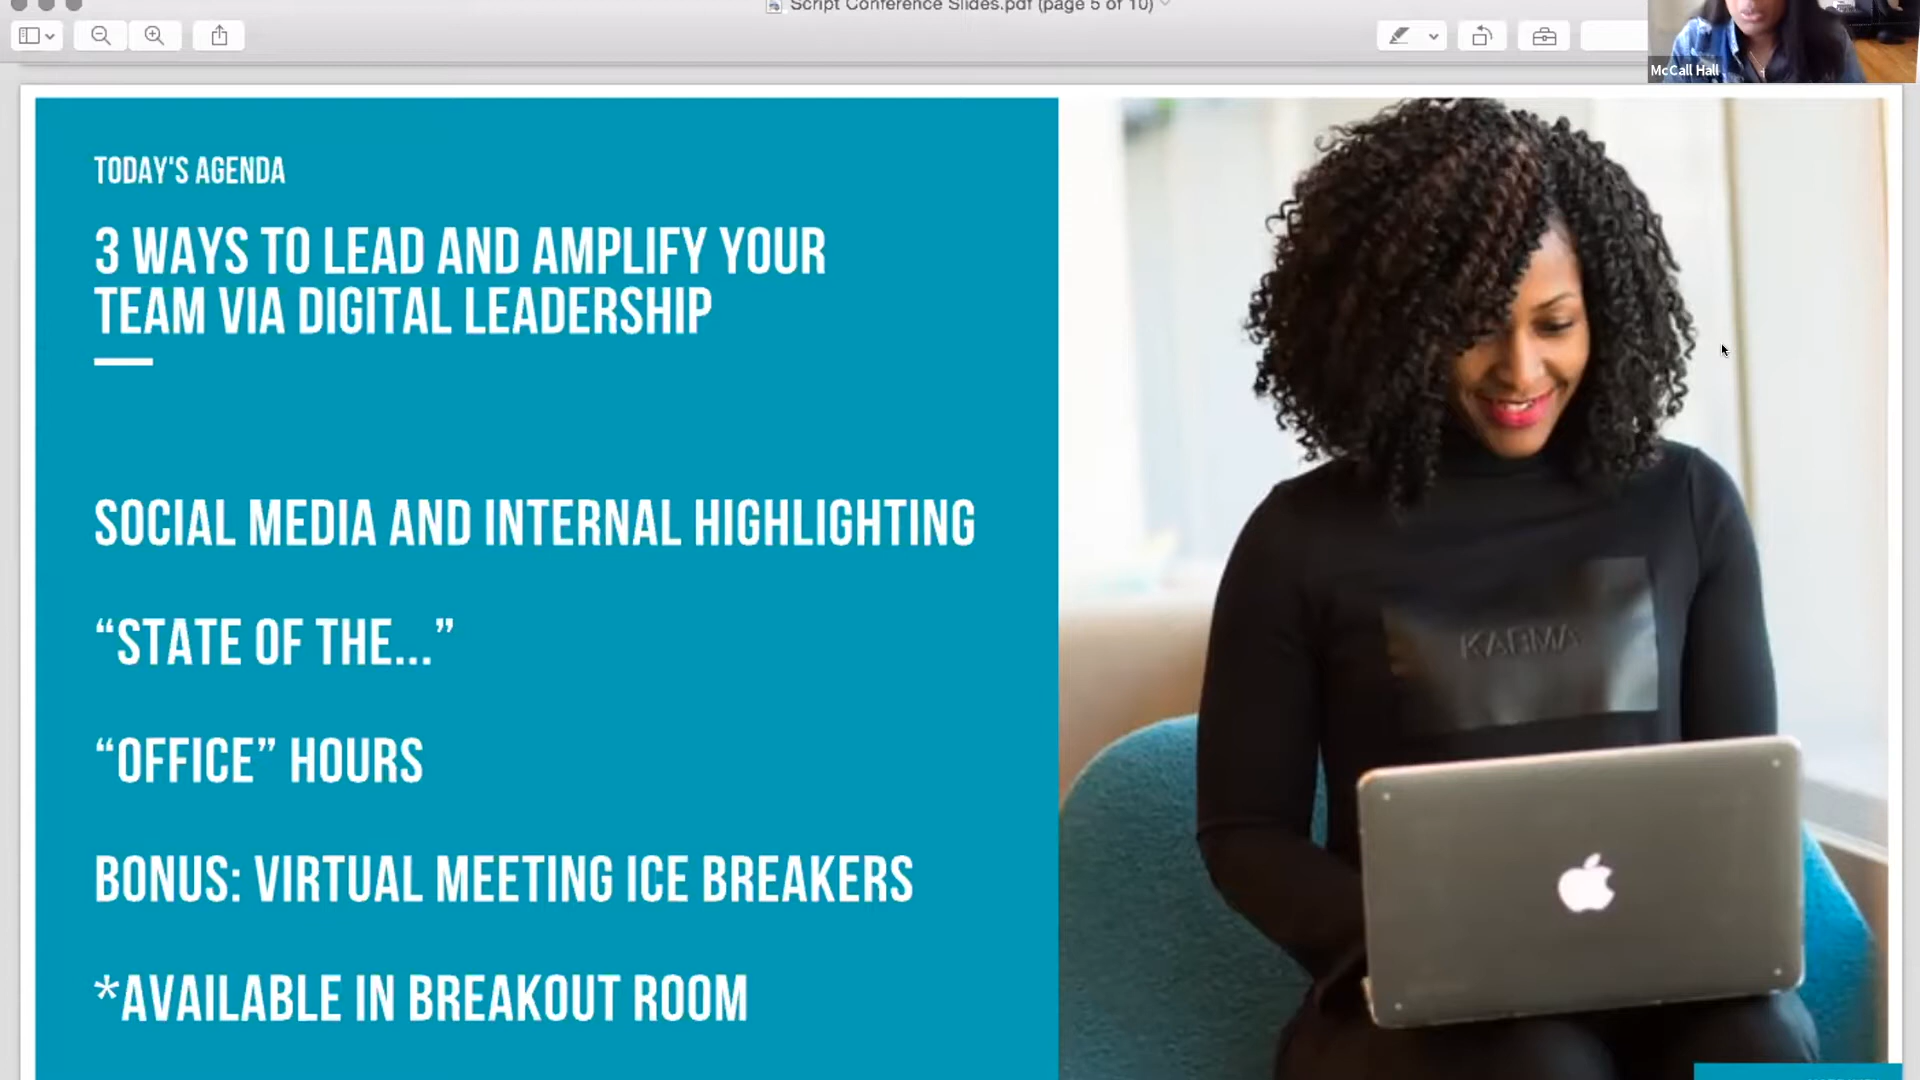 Script Conference Slides.pdf (page 5 of 10)
McCall Hall
TODAY'S AGENDA
3 WAYS TO LEAD AND AMPLIFY YOUR
TEAM VIA DIGITAL LEADERSHIP
SOCIAL MEDIA AND INTERNAL HIGHLIGHTING
“STATE OF THE...”
“OFFICE” HOURS
BONUS: VIRTUAL MEETING ICE BREAKERS
*AVAILABLE IN BREAKOUT ROOM
KARMA